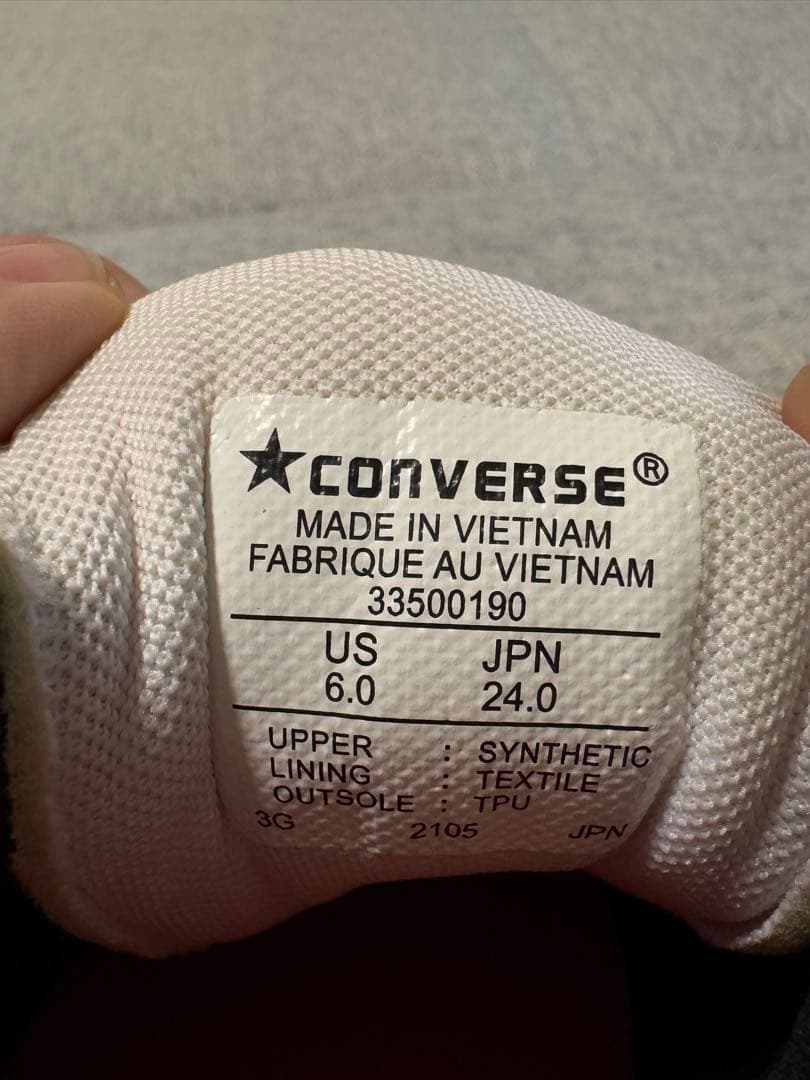 ★CONVERSE®
MADE IN VIETNAM
FABRIQUE AU VIETNAM
33500190
US JPN
6.0 24.0
UPPER : SYNTHETIC
LINING : TEXTILE
OUTSOLE : TPU
3G 2105 JPN